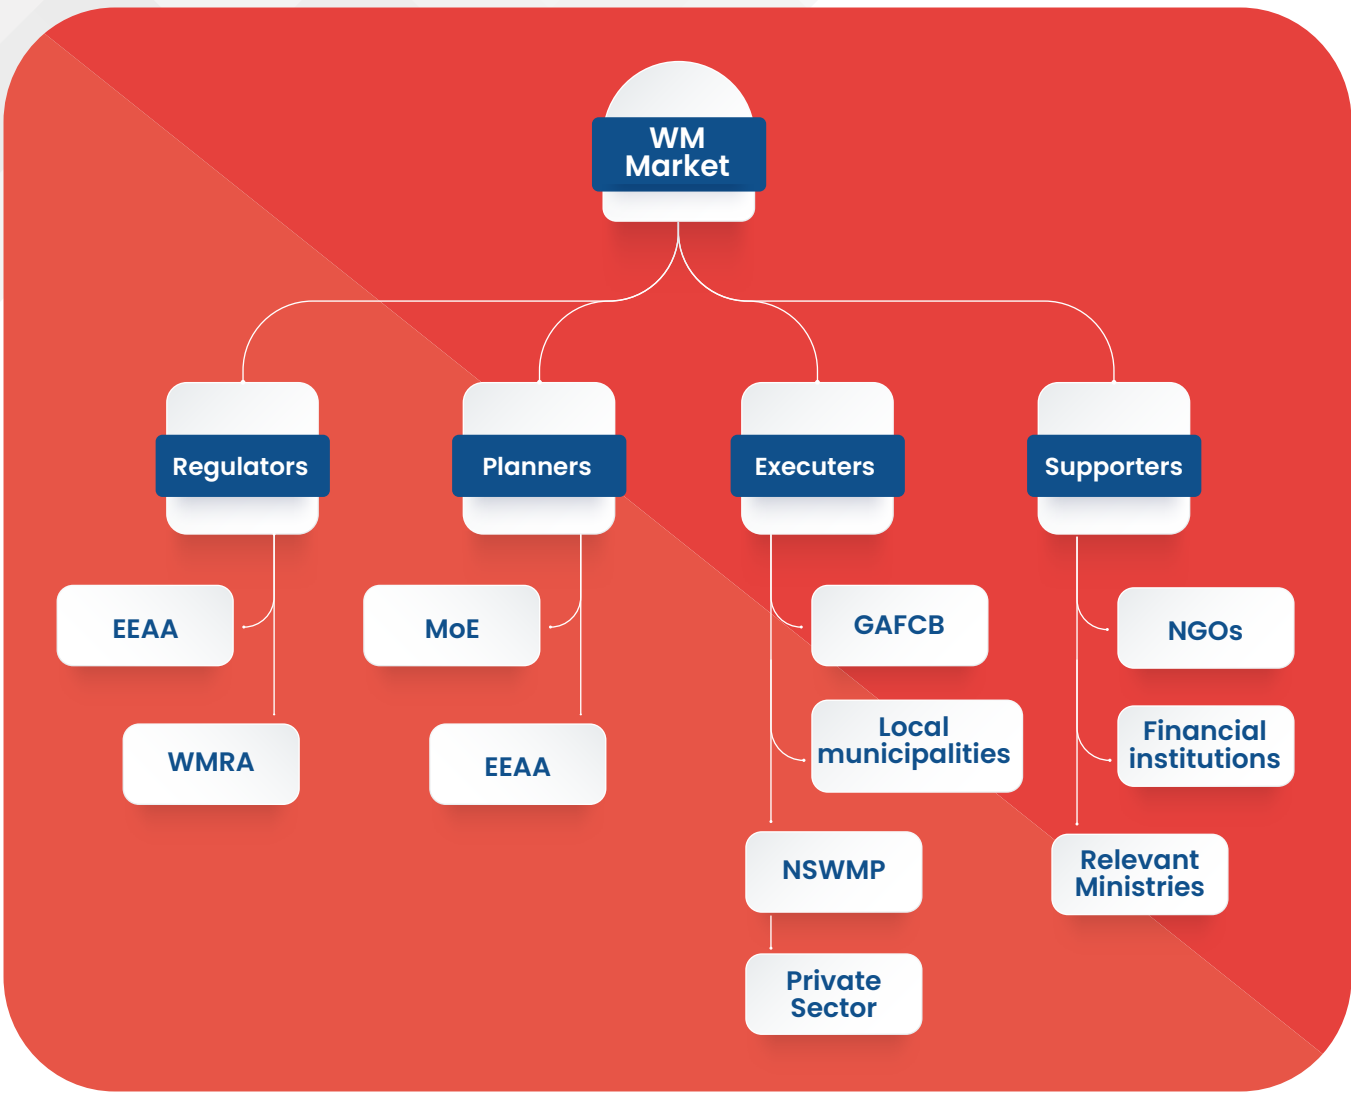 WM
Market
Regulators
Planners
Executers
Supporters
EEAA
WMRA
MoE
EEAA
GAFCB
Local
municipalities
NSWMP
Private
Sector
NGOs
Financial
institutions
Relevant
Ministries